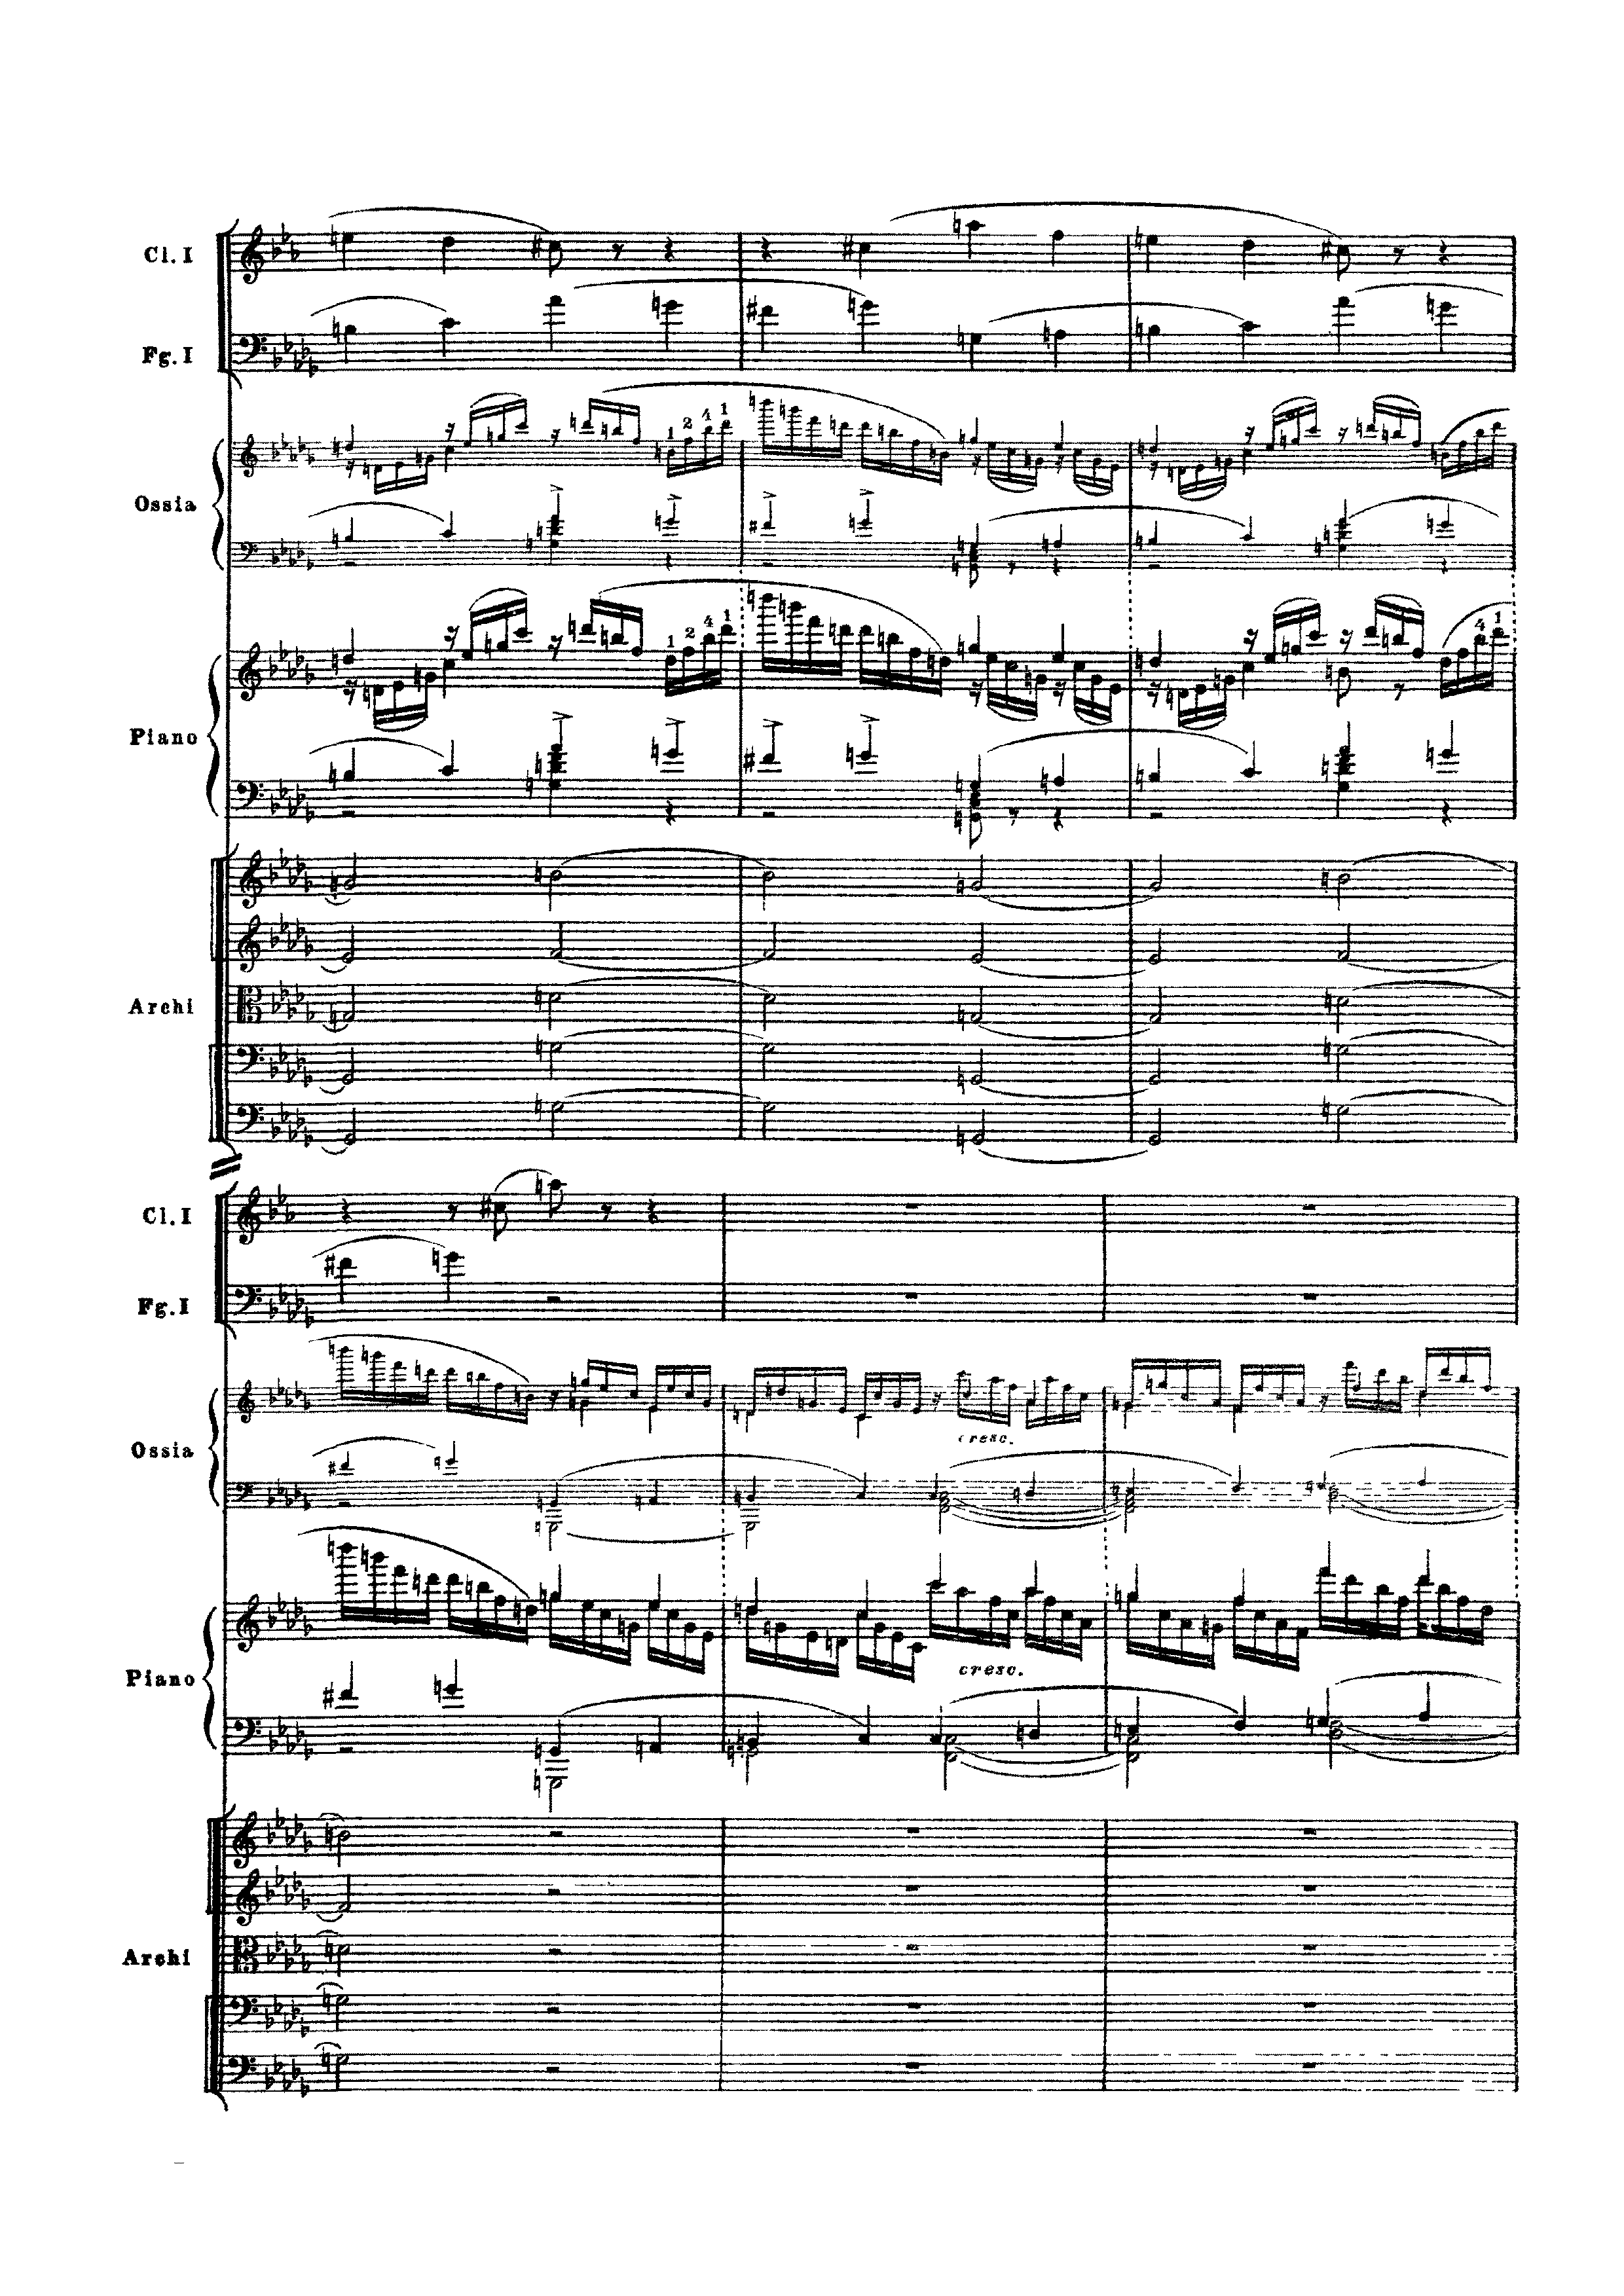 Cl. I
Fg. I
1 2 4 1
Ossia
1 2 4 1
4 1
Piano
Archi
Cl. I
Fg. I
cresc.
Ossia
cresc.
Piano
Archi